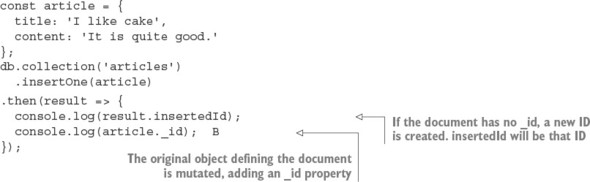 const article = {
  title: 'I like cake',
  content: 'It is quite good.'
};
db.collection('articles')
  .insertOne(article)
.then(result => {
  console.log(result.insertedId);
  console.log(article._id);  B
});
If the document has no _id, a new ID
is created. insertedId will be that ID
The original object defining the document
is mutated, adding an _id property